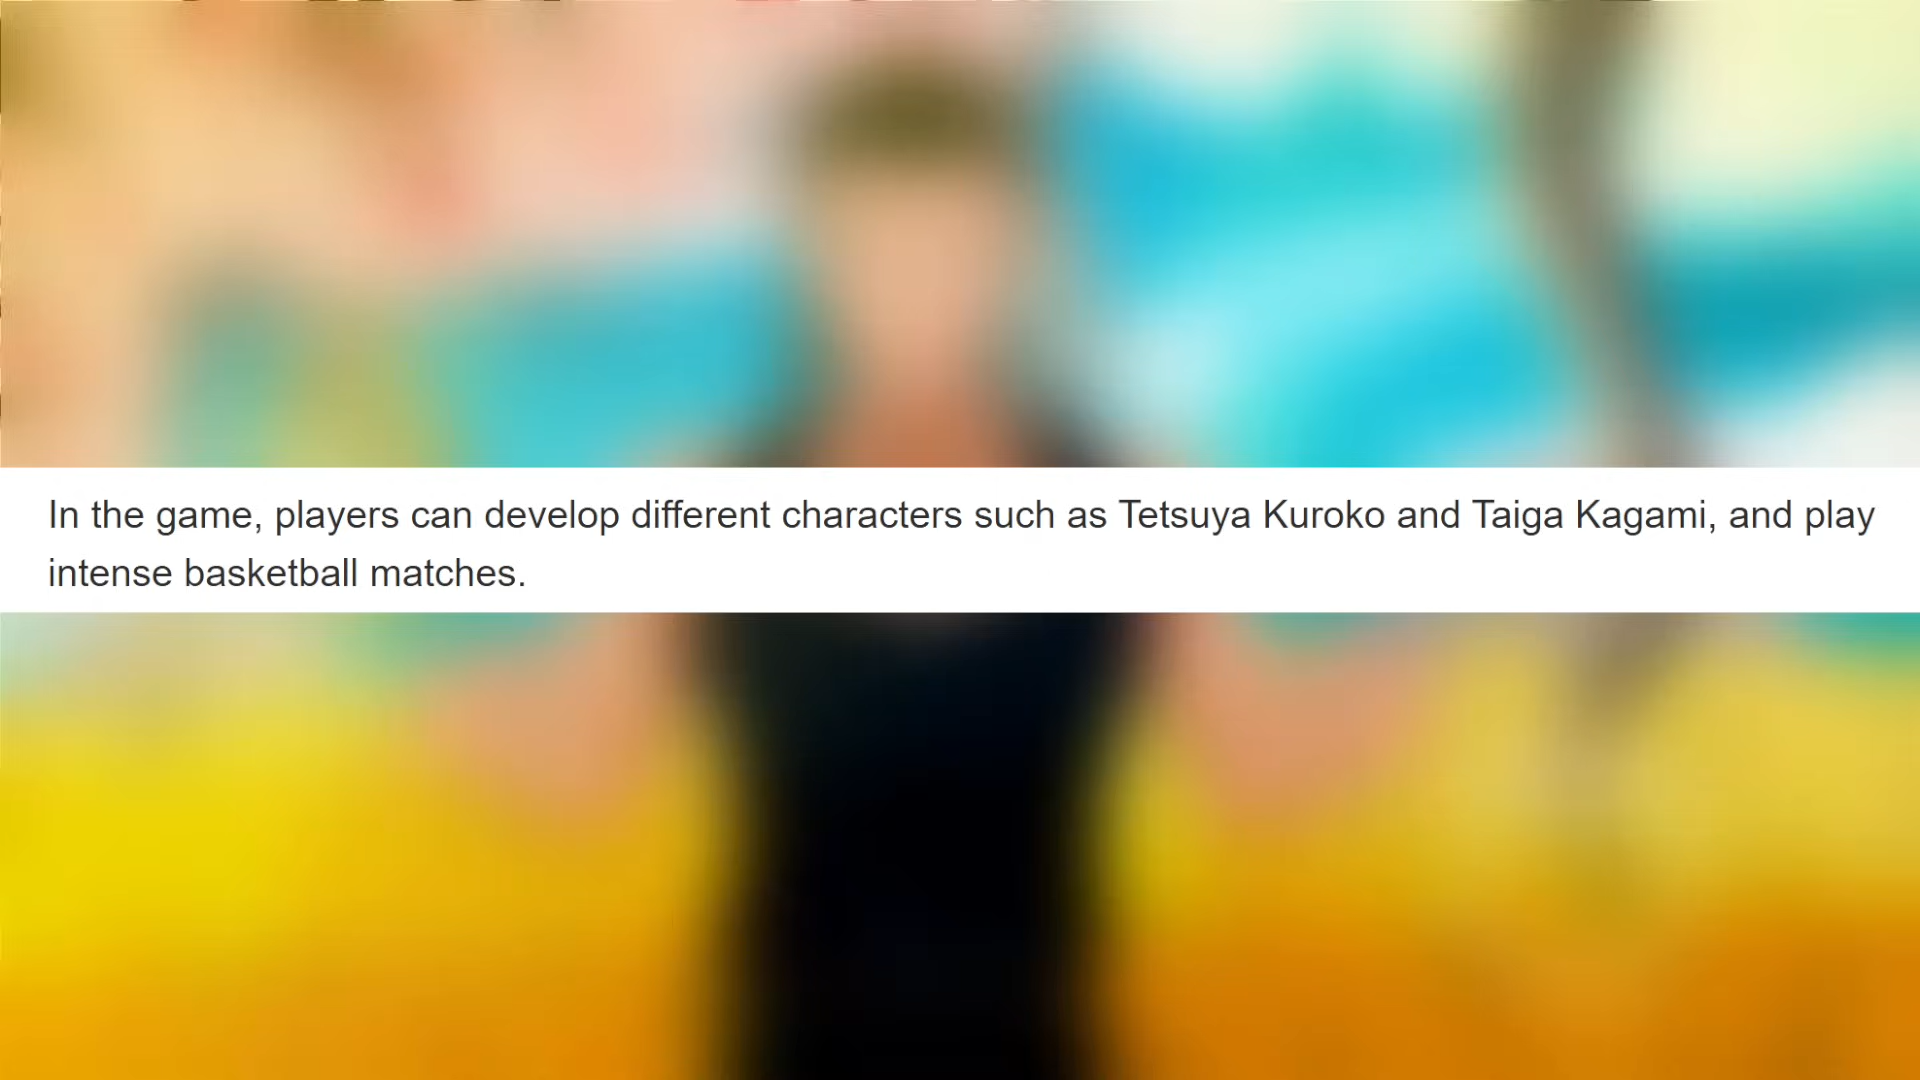 In the game, players can develop different characters such as Tetsuya Kuroko and Taiga Kagami, and play
intense basketball matches.